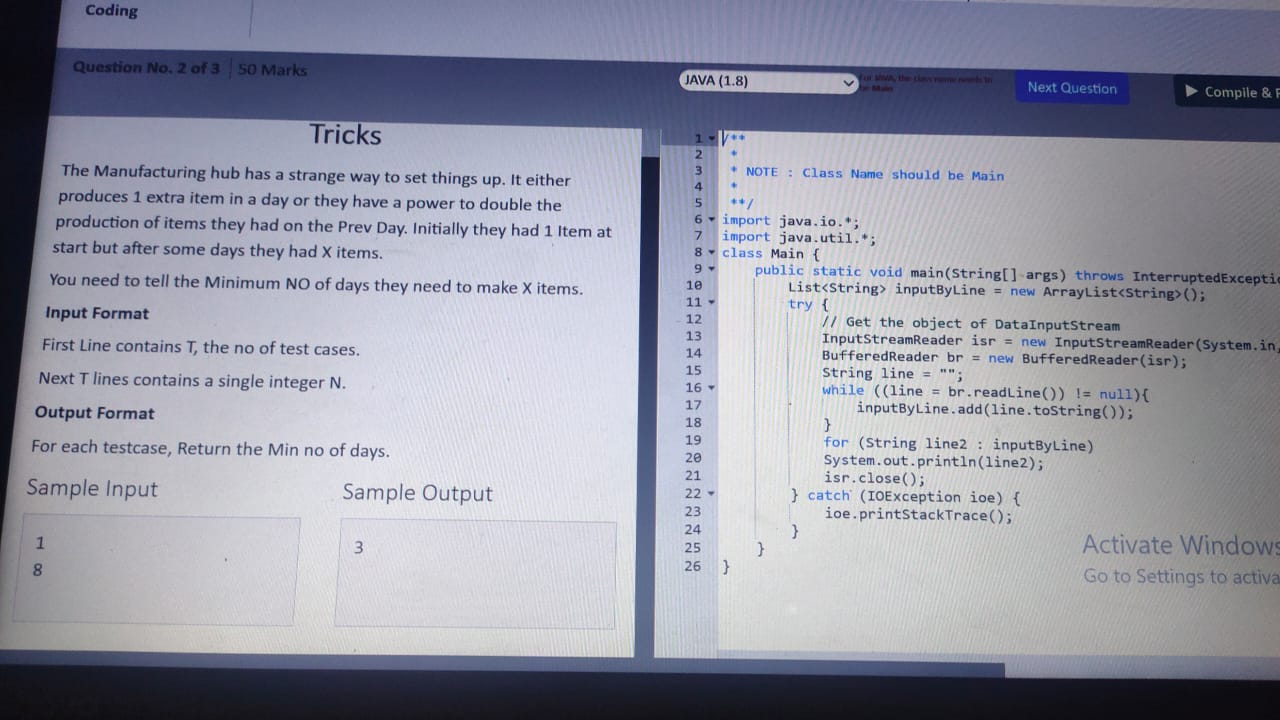 Coding
Question No. 2 of 3
50 Marks
JAVA (1.8)
For JAVA, the class name needs to
be Main
Next Question
Compile &
Tricks
The Manufacturing hub has a strange way to set things up. It either
produces 1 extra item in a day or they have a power to double the
production of items they had on the Prev Day. Initially they had 1 Item at
start but after some days they had X items.
You need to tell the Minimum NO of days they need to make X items.
Input Format
First Line contains T, the no of test cases.
Next T lines contains a single integer N.
Output Format
For each testcase, Return the Min no of days.
Sample Input
Sample Output
1
8
3
1 /**
2 *
3 * NOTE : Class Name should be Main
4 *
5 **/
6 import java.io.*;
7 import java.util.*;
8 class Main {
9 public static void main(String[] args) throws InterruptedExceptio
10 List<String> inputByLine = new ArrayList<String>();
11 try {
12 // Get the object of DataInputStream
13 InputStreamReader isr = new InputStreamReader(System.in,
14 BufferedReader br = new BufferedReader(isr);
15 String line = "";
16 while ((line = br.readLine()) != null){
17 inputByLine.add(line.toString());
18 }
19 for (String line2 : inputByLine)
20 System.out.println(line2);
21 isr.close();
22 } catch (IOException ioe) {
23 ioe.printStackTrace();
24 }
25 }
26 }
Activate Windows
Go to Settings to activa